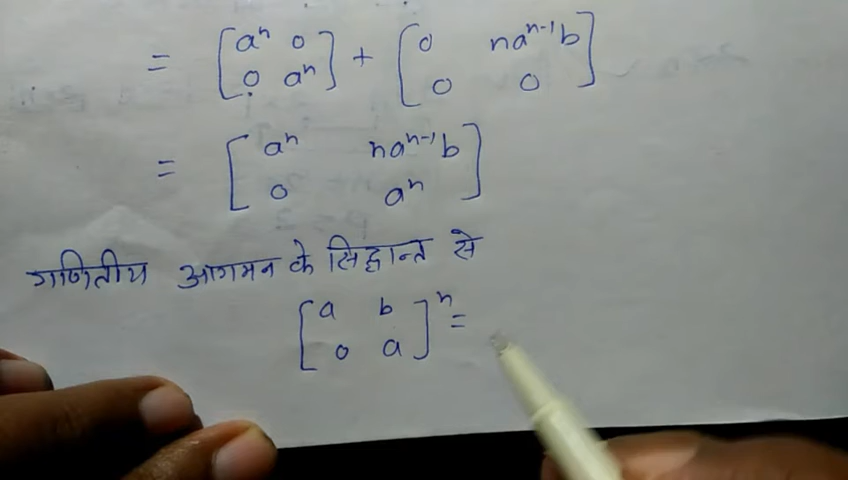 = [aⁿ 0] + [0 naⁿ⁻¹b]
[0 aⁿ] [0 0]
= [aⁿ naⁿ⁻¹b]
[0 aⁿ]
गणितीय आगमन के सिद्धान्त से
[a b]ⁿ =
[0 a]